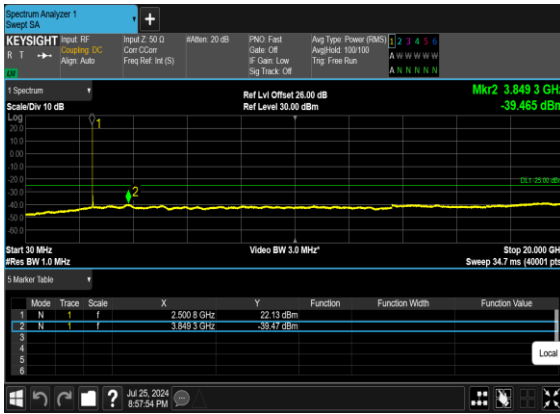 Spectrum Analyzer 1
Swept SA
+
KEYSIGHT
R T
Input: RF
Coupling: DC
Align: Auto
Input Z: 50 Ω
Corr CCorr
Freq Ref: Int (S)
#Atten: 20 dB
PNO: Fast
Gate: Off
IF Gain: Low
Sig Track: Off
Avg Type: Power (RMS)
Avg|Hold: 100/100
Trig: Free Run
1 2 3 4 5 6
A W W W W W
A N N N N N
1 Spectrum
Scale/Div 10 dB
Ref Lvl Offset 26.00 dB
Ref Level 30.00 dBm
Mkr2 3.849 3 GHz
-39.465 dBm
Log
20.0
10.0
0.00
-10.0
-20.0
-30.0
-40.0
-50.0
-60.0
1
2
DL1 -25.00 dBm
Start 30 MHz
#Res BW 1.0 MHz
Video BW 3.0 MHz*
Stop 20.000 GHz
Sweep 34.7 ms (40001 pts)
5 Marker Table
Mode Trace Scale X Y Function Function Width Function Value
1 N 1 f 2.500 8 GHz 22.13 dBm
2 N 1 f 3.849 3 GHz -39.47 dBm
3
4
5
6
Local
?
Jul 25, 2024
8:57:54 PM